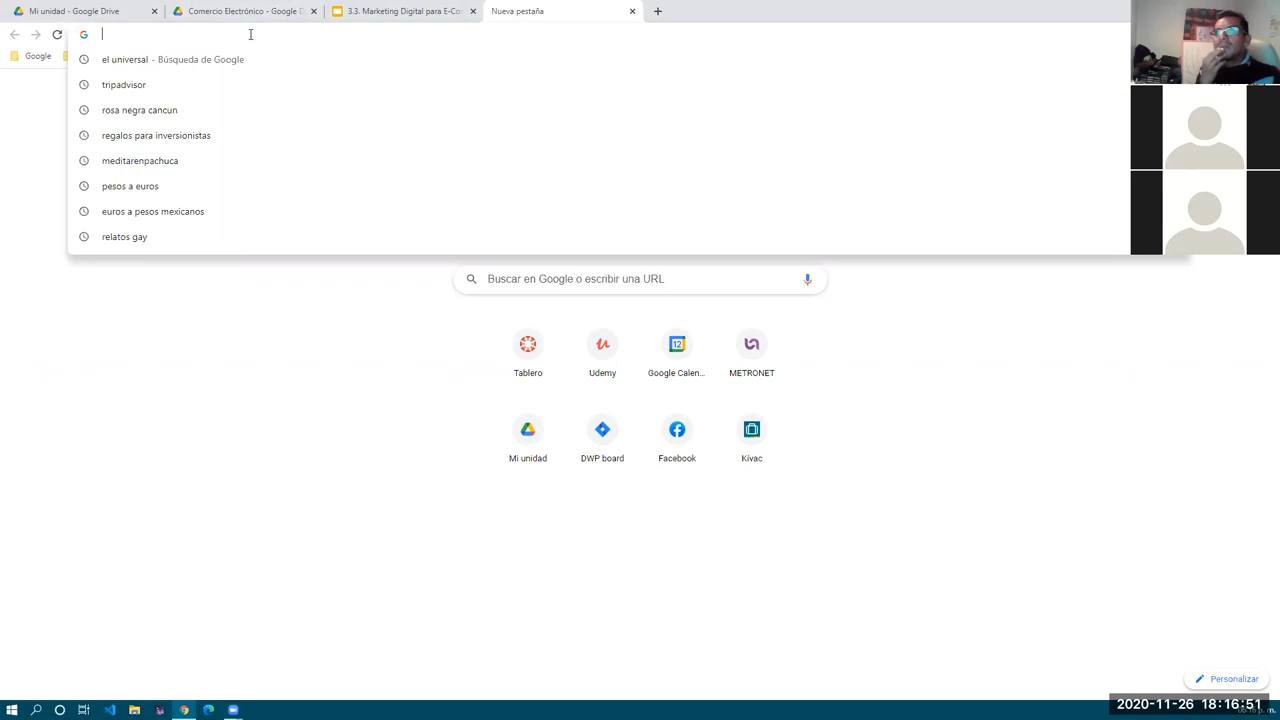 Mi unidad - Google Drive
Comercio Electrónico - Google D
3.3. Marketing Digital para E-Co
Nueva pestaña
Google
el universal - Búsqueda de Google
tripadvisor
rosa negra cancun
regalos para inversionistas
meditarenpachuca
pesos a euros
euros a pesos mexicanos
relatos gay
Buscar en Google o escribir una URL
Tablero
Udemy
Google Calen...
METRONET
Mi unidad
DWP board
Facebook
Kívac
Personalizar
2020-11-26 18:16:51